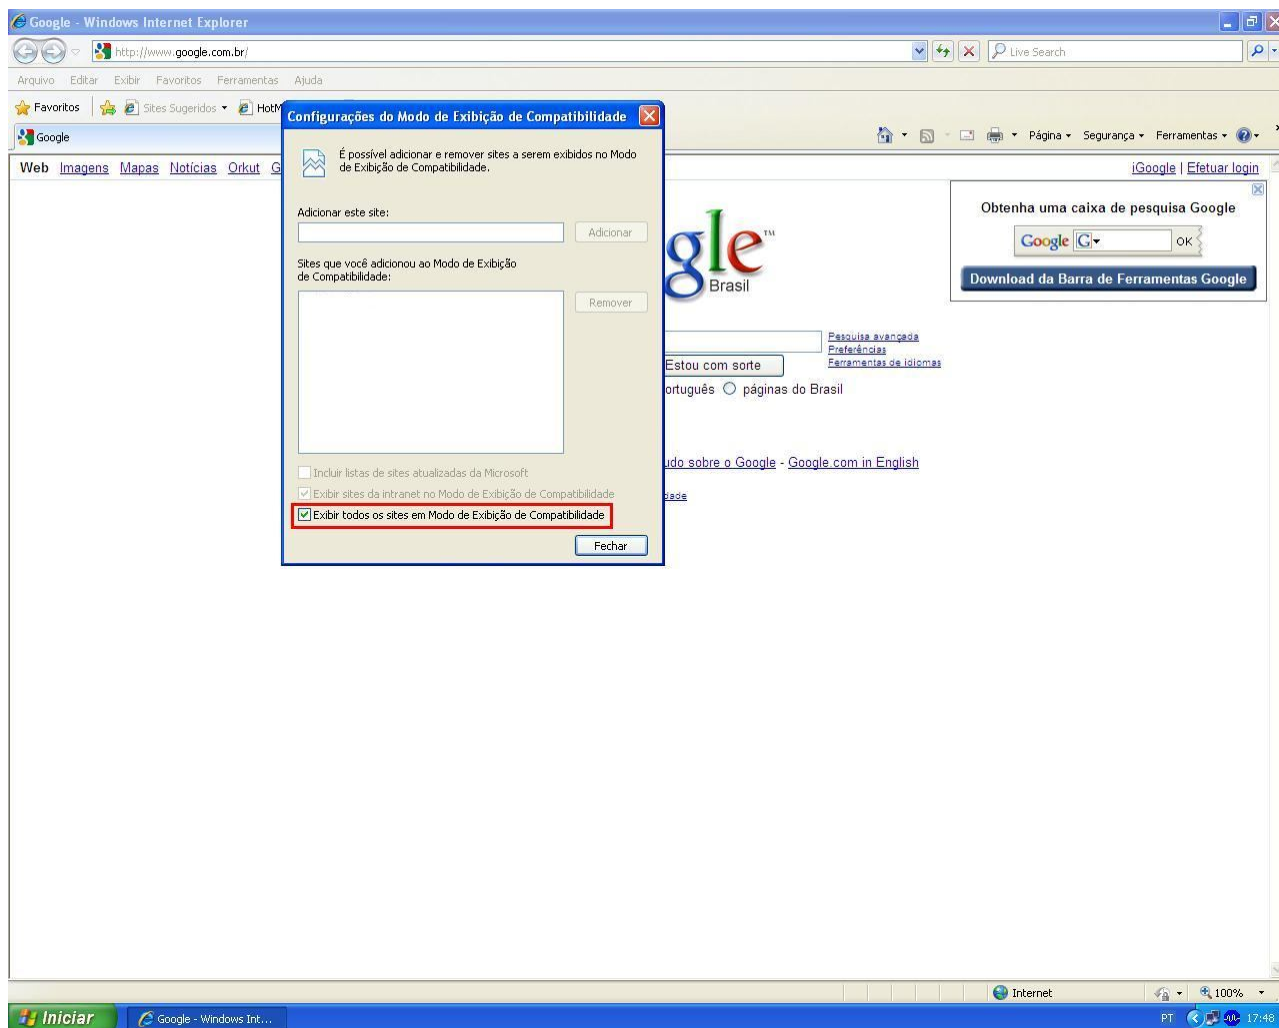 Google - Windows Internet Explorer
http://www.google.com.br/
Live Search
Arquivo Editar Exibir Favoritos Ferramentas Ajuda
Favoritos Sites Sugeridos HotM
Google
Página Segurança Ferramentas
Web Imagens Mapas Notícias Orkut G
iGoogle | Efetuar login
Configurações do Modo de Exibição de Compatibilidade
É possível adicionar e remover sites a serem exibidos no Modo
de Exibição de Compatibilidade.
Adicionar este site:
Adicionar
Sites que você adicionou ao Modo de Exibição
de Compatibilidade:
Remover
Incluir listas de sites atualizadas da Microsoft
Exibir sites da intranet no Modo de Exibição de Compatibilidade
Exibir todos os sites em Modo de Exibição de Compatibilidade
Fechar
gle™
Brasil
Pesquisa avançada
Preferências
Ferramentas de idiomas
Estou com sorte
ortuguês páginas do Brasil
udo sobre o Google - Google.com in English
dade
Obtenha uma caixa de pesquisa Google
Google G OK
Download da Barra de Ferramentas Google
Internet 100%
Iniciar Google - Windows Int... PT 17:48